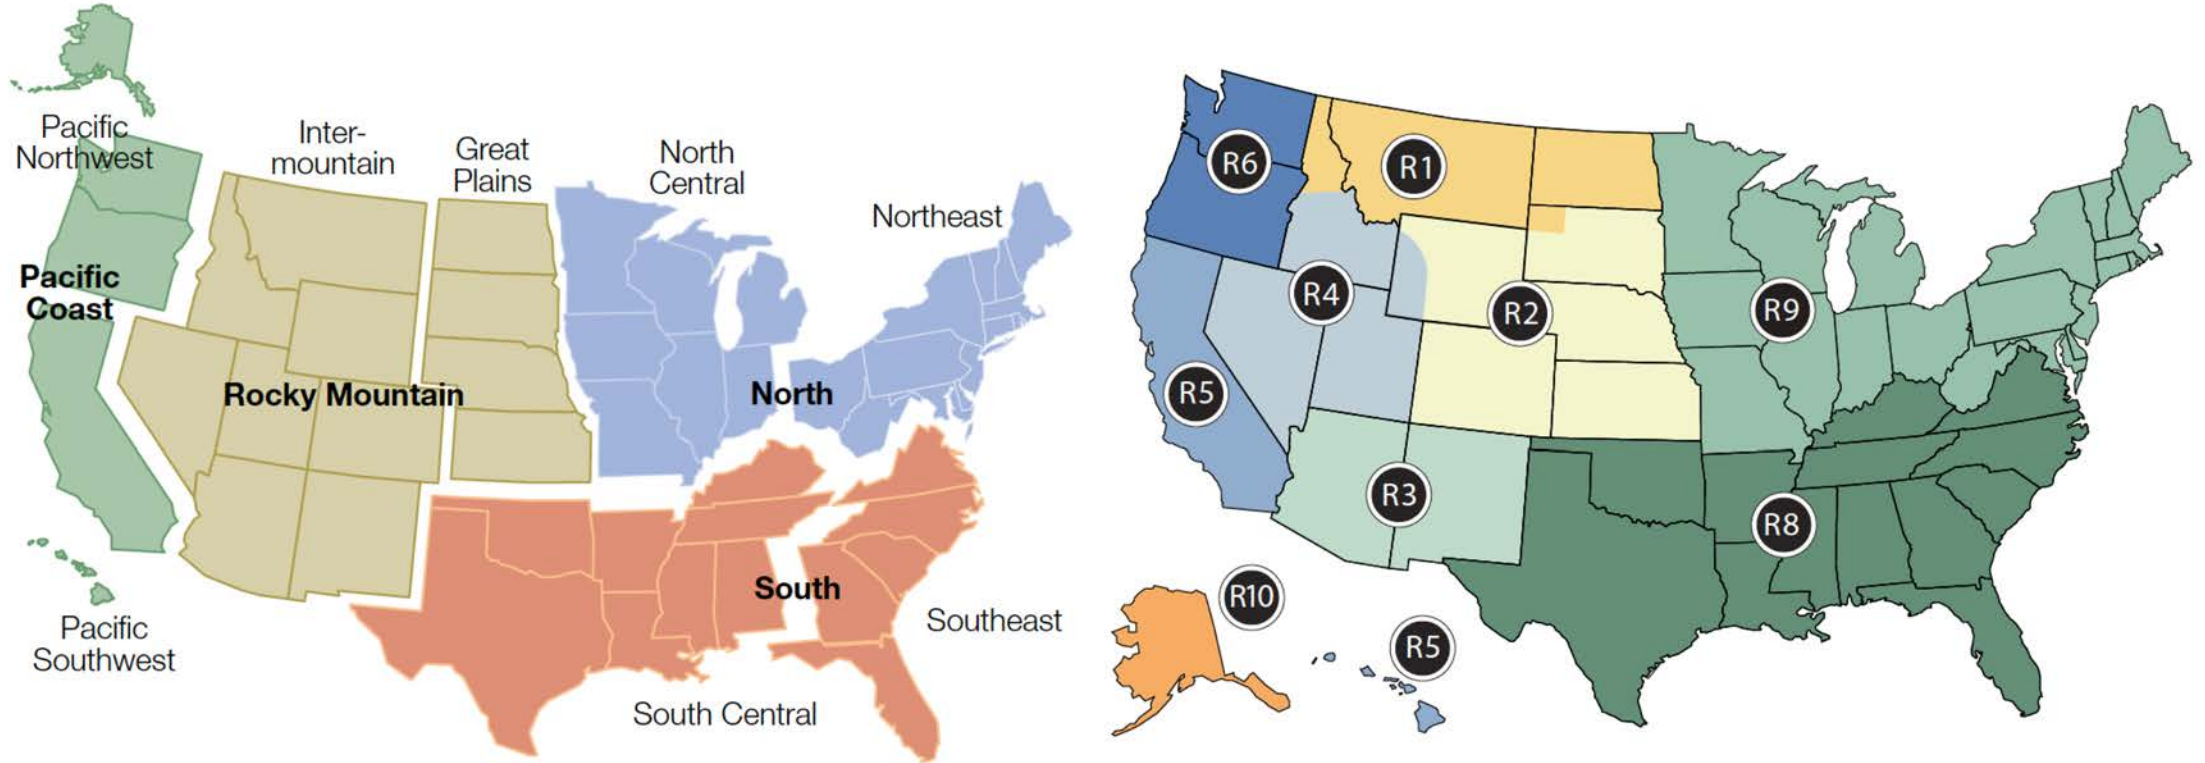 Pacific
Northwest
Inter-
mountain
Great
Plains
North
Central
Northeast
Pacific
Coast
Rocky Mountain
North
South
Southeast
Pacific
Southwest
South Central
R6
R1
R4
R2
R9
R5
R3
R8
R10
R5